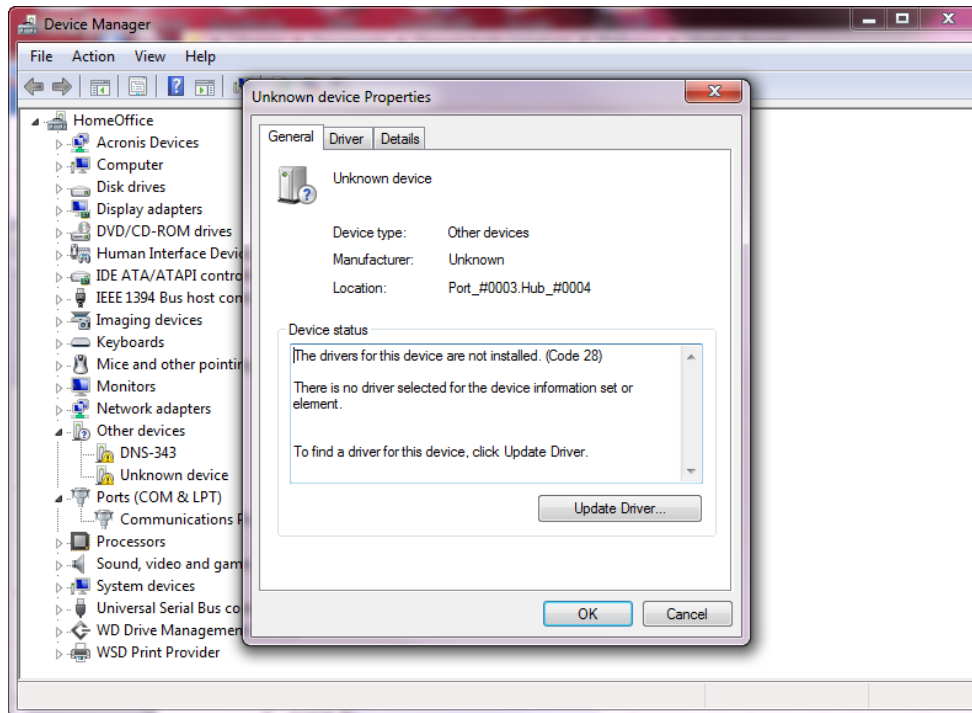 Device Manager
File Action View Help
HomeOffice
Acronis Devices
Computer
Disk drives
Display adapters
DVD/CD-ROM drives
Human Interface Devic
IDE ATA/ATAPI contro
IEEE 1394 Bus host con
Imaging devices
Keyboards
Mice and other pointin
Monitors
Network adapters
Other devices
DNS-343
Unknown device
Ports (COM & LPT)
Communications P
Processors
Sound, video and gam
System devices
Universal Serial Bus co
WD Drive Managemen
WSD Print Provider
Unknown device Properties
General Driver Details
Unknown device
Device type: Other devices
Manufacturer: Unknown
Location: Port_#0003.Hub_#0004
Device status
The drivers for this device are not installed. (Code 28)
There is no driver selected for the device information set or
element.
To find a driver for this device, click Update Driver.
Update Driver...
OK Cancel